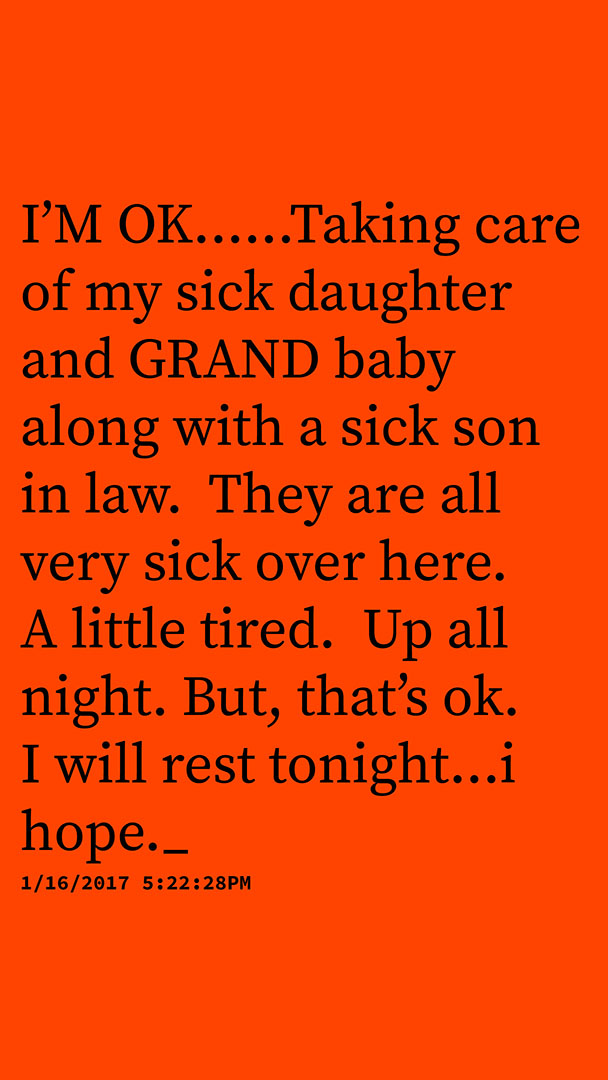 I’M OK......Taking care
of my sick daughter
and GRAND baby
along with a sick son
in law.  They are all
very sick over here.
A little tired.  Up all
night. But, that’s ok.
I will rest tonight...i
hope._
1/16/2017 5:22:28PM